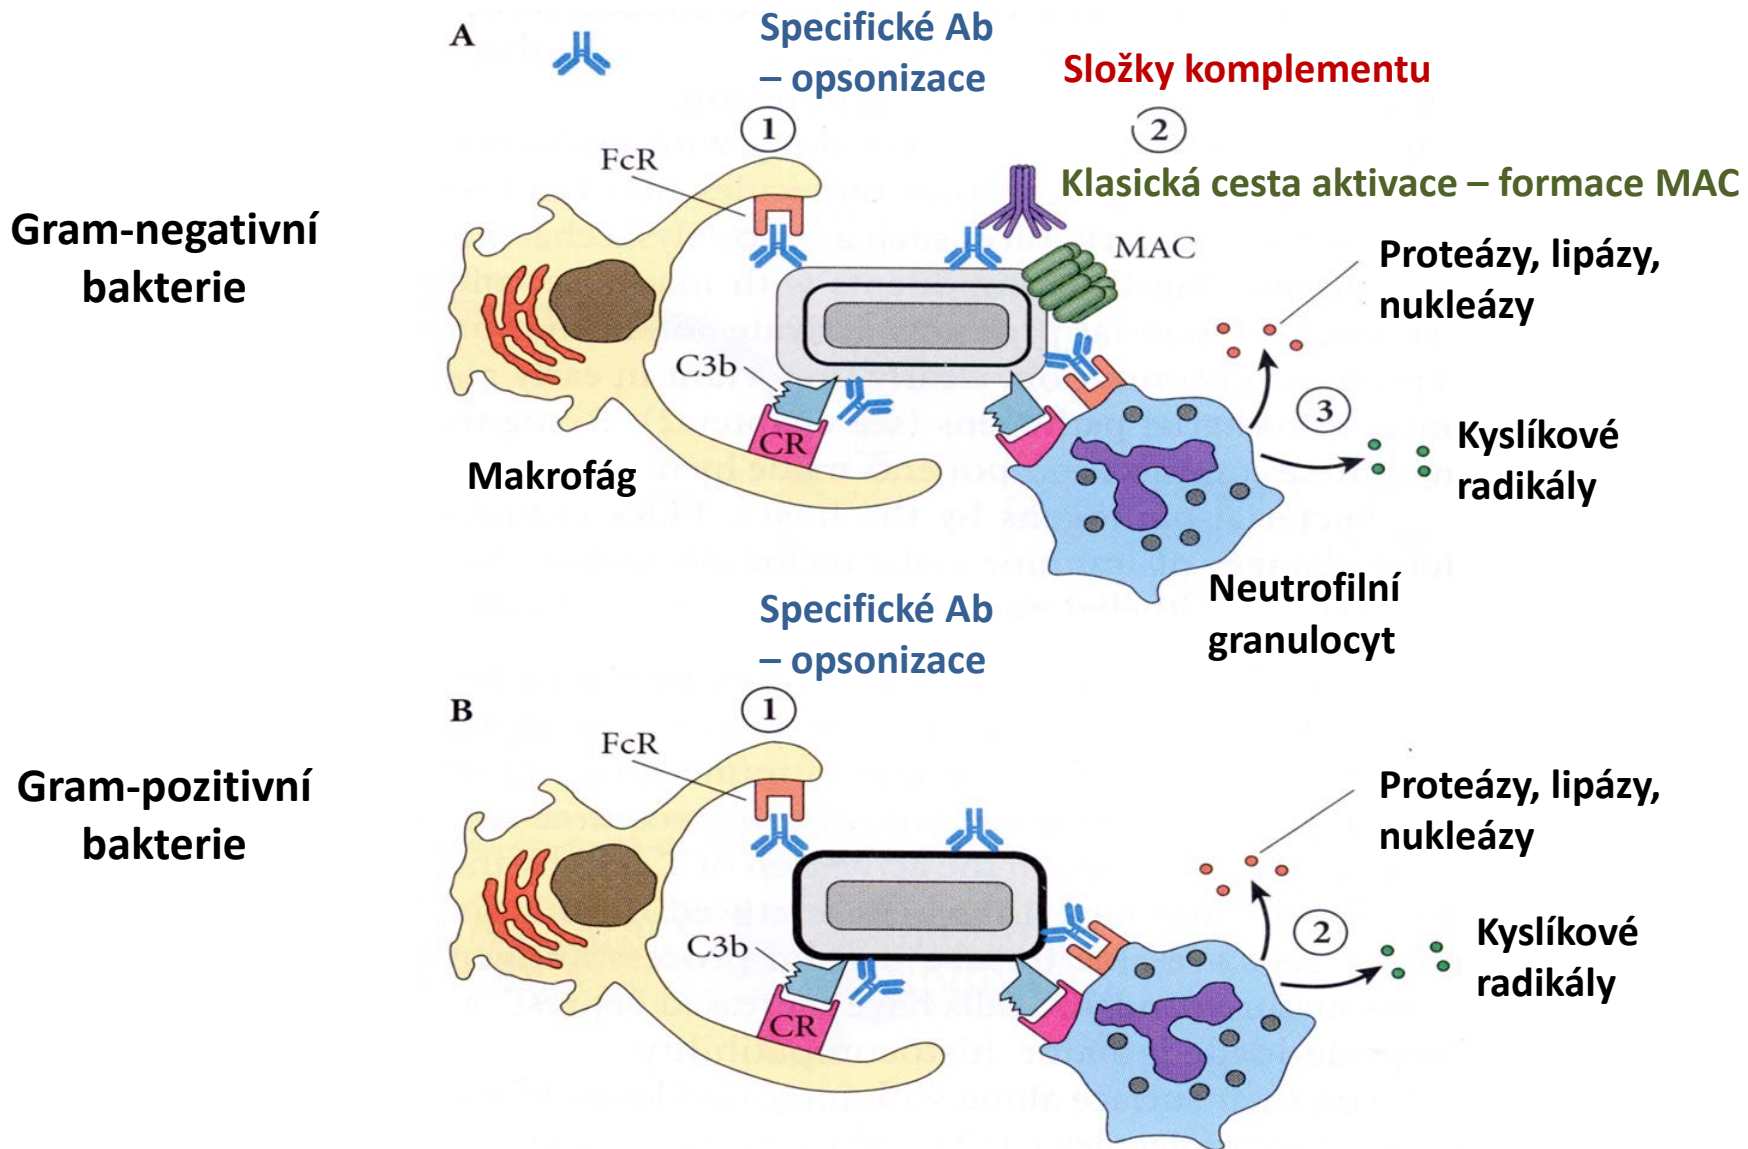 A
Specifické Ab
– opsonizace
Složky komplementu
1
2
FcR
Klasická cesta aktivace – formace MAC
Gram-negativní
bakterie
MAC
Proteázy, lipázy,
nukleázy
C3b
3
CR
Kyslíkové
radikály
Makrofág
Neutrofilní
granulocyt
Specifické Ab
– opsonizace
B
1
FcR
Gram-pozitivní
bakterie
Proteázy, lipázy,
nukleázy
C3b
2
CR
Kyslíkové
radikály